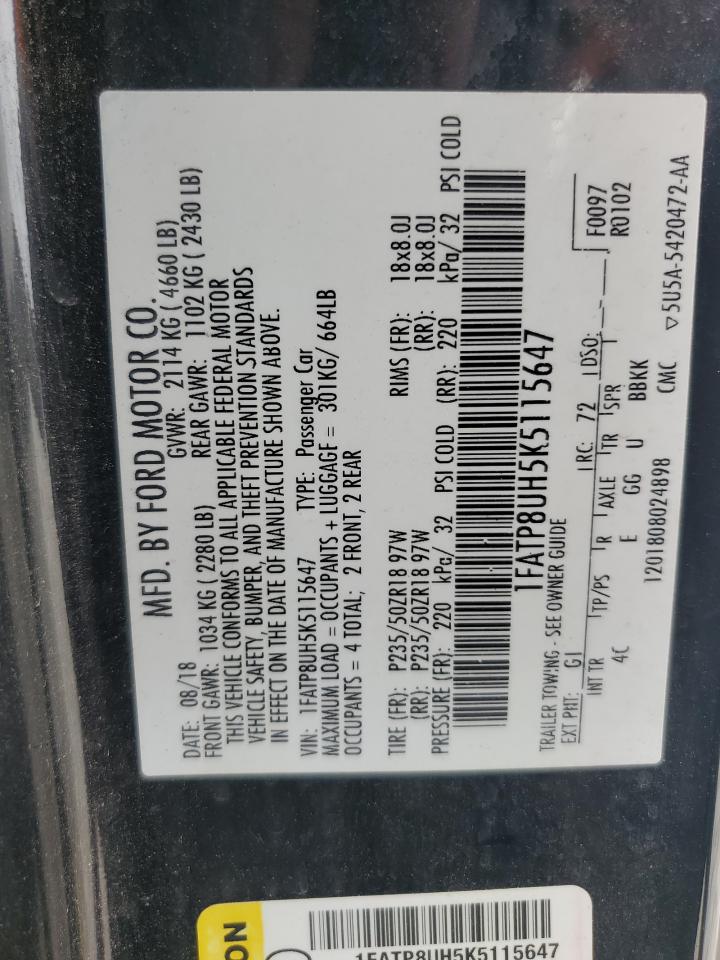 MFD. BY FORD MOTOR CO.
DATE: 08/18 GVWR: 2114 KG ( 4660 LB)
FRONT GAWR: 1034 KG ( 2280 LB) REAR GAWR: 1102 KG ( 2430 LB)
THIS VEHICLE CONFORMS TO ALL APPLICABLE FEDERAL MOTOR
VEHICLE SAFETY, BUMPER, AND THEFT PREVENTION STANDARDS
IN EFFECT ON THE DATE OF MANUFACTURE SHOWN ABOVE.
VIN: 1FATP8UH5K5115647 TYPE: Passenger Car
MAXIMUM LOAD = OCCUPANTS + LUGGAGE = 301KG/ 664LB
OCCUPANTS = 4 TOTAL; 2 FRONT, 2 REAR
TIRE (FR): P235/50ZR18 97W RIMS (FR): 18x8.0J
(RR): P235/50ZR18 97W (RR): 18x8.0J
PRESSURE (FR): 220 kPa/ 32 PSI COLD (RR): 220 kPa/ 32 PSI COLD
1FATP8UH5K5115647
TRAILER TOWING - SEE OWNER GUIDE
EXT PNT: G1 RC: 72 DSO: F0097
INT TR TP/PS R AXLE TR SPR R0102
4C E GG U BBKK
1201808024898 CMC ▽5U5A-5420472-AA
ON
1FATP8UH5K5115647